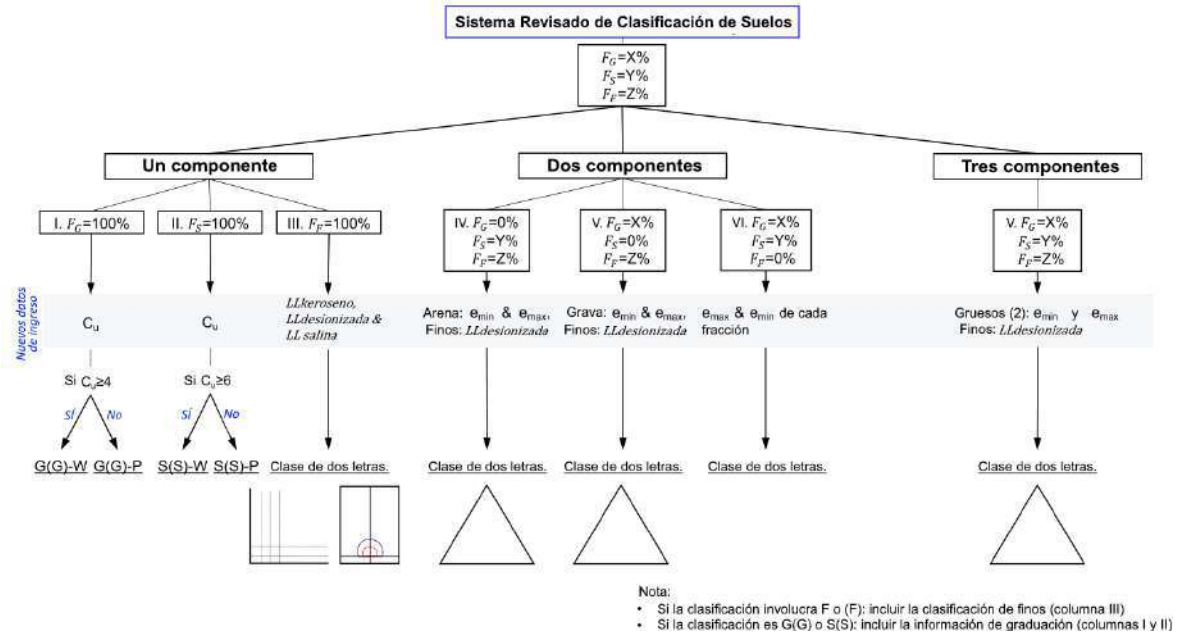 Sistema Revisado de Clasificación de Suelos
F_G=X%
F_S=Y%
F_F=Z%
Un componente
Dos componentes
Tres componentes
I. F_G=100%
II. F_S=100%
III. F_F=100%
IV. F_G=0%
F_S=Y%
F_F=Z%
V. F_G=X%
F_S=0%
F_F=Z%
VI. F_G=X%
F_S=Y%
F_F=0%
V. F_G=X%
F_S=Y%
F_F=Z%
Nuevos datos
de ingreso
C_u
C_u
LLkeroseno,
LLdesionizada &
LL salina
Arena: e_min & e_max,
Finos: LLdesionizada
Grava: e_min & e_max,
Finos: LLdesionizada
e_max & e_min de cada
fracción
Gruesos (2): e_min y e_max
Finos: LLdesionizada
Si C_u≥4
Si C_u≥6
SÍ
No
SÍ
No
G(G)-W
G(G)-P
S(S)-W
S(S)-P
Clase de dos letras.
Clase de dos letras.
Clase de dos letras.
Clase de dos letras.
Clase de dos letras.
Nota:
• Si la clasificación involucra F o (F): incluir la clasificación de finos (columna III)
• Si la clasificación es G(G) o S(S): incluir la información de graduación (columnas I y II)